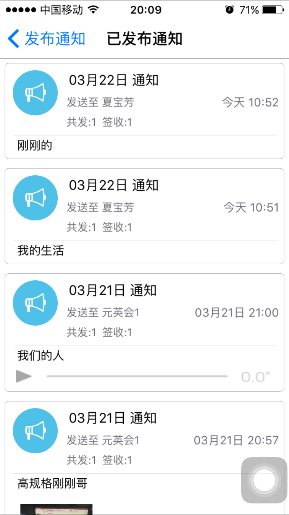 中国移动 20:09 71%
发布通知 已发布通知
03月22日 通知
发送至 夏宝芳 今天 10:52
共发:1 签收:1
刚刚的
03月22日 通知
发送至 夏宝芳 今天 10:51
共发:1 签收:1
我的生活
03月21日 通知
发送至 元英会1 03月21日 21:00
共发:1 签收:1
我们的人
0.0"
03月21日 通知
发送至 元英会1 03月21日 20:57
共发:1 签收:1
高规格刚刚哥